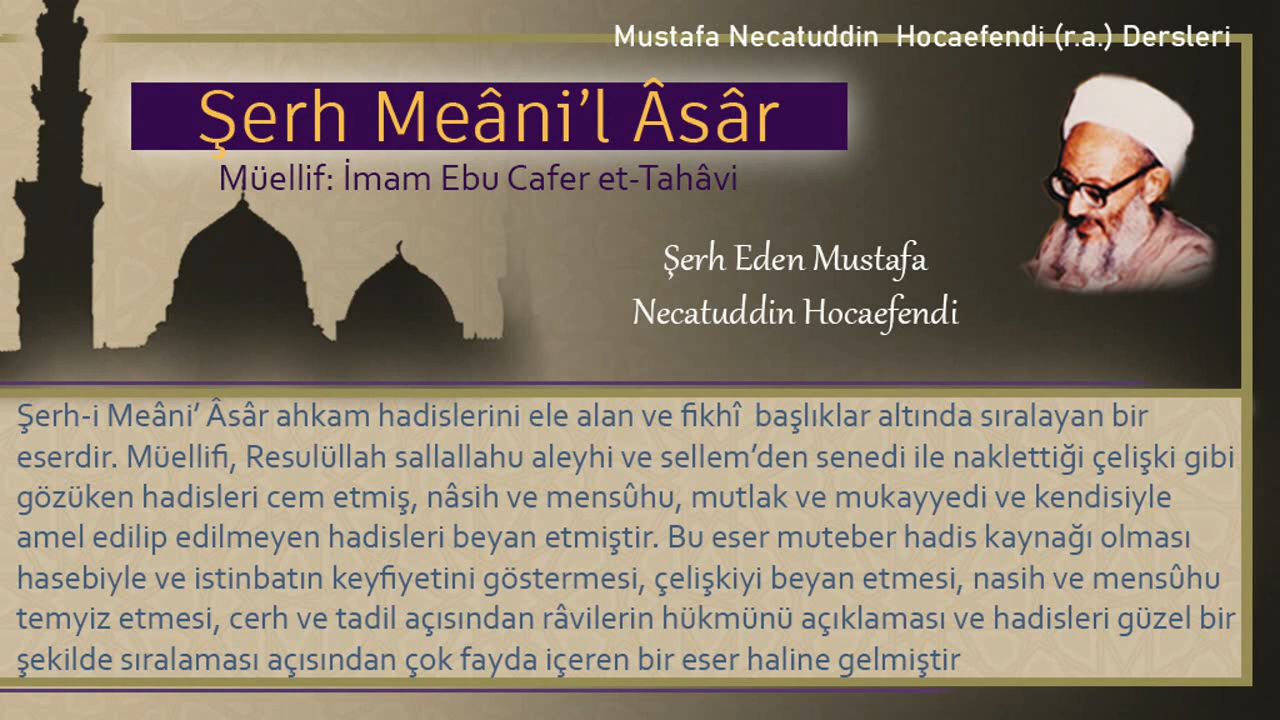 Mustafa Necatuddin Hocaefendi (r.a.) Dersleri
Şerh Meâni’l Âsâr
Müellif: İmam Ebu Cafer et-Tahâvi
Şerh Eden Mustafa
Necatuddin Hocaefendi
Şerh-i Meâni’ Âsâr ahkam hadislerini ele alan ve fikhî başlıklar altında sıralayan bir
eserdir. Müellifi, Resulüllah sallallahu aleyhi ve sellem’den senedi ile naklettiği çelişki gibi
gözüken hadisleri cem etmiş, nâsih ve mensûhu, mutlak ve mukayyedi ve kendisiyle
amel edilip edilmeyen hadisleri beyan etmiştir. Bu eser muteber hadis kaynağı olması
hasebiyle ve istinbatın keyfiyetini göstermesi, çelişkiyi beyan etmesi, nasih ve mensûhu
temyiz etmesi, cerh ve tadil açısından râvilerin hükmünü açıklaması ve hadisleri güzel bir
şekilde sıralaması açısından çok fayda içeren bir eser haline gelmiştir